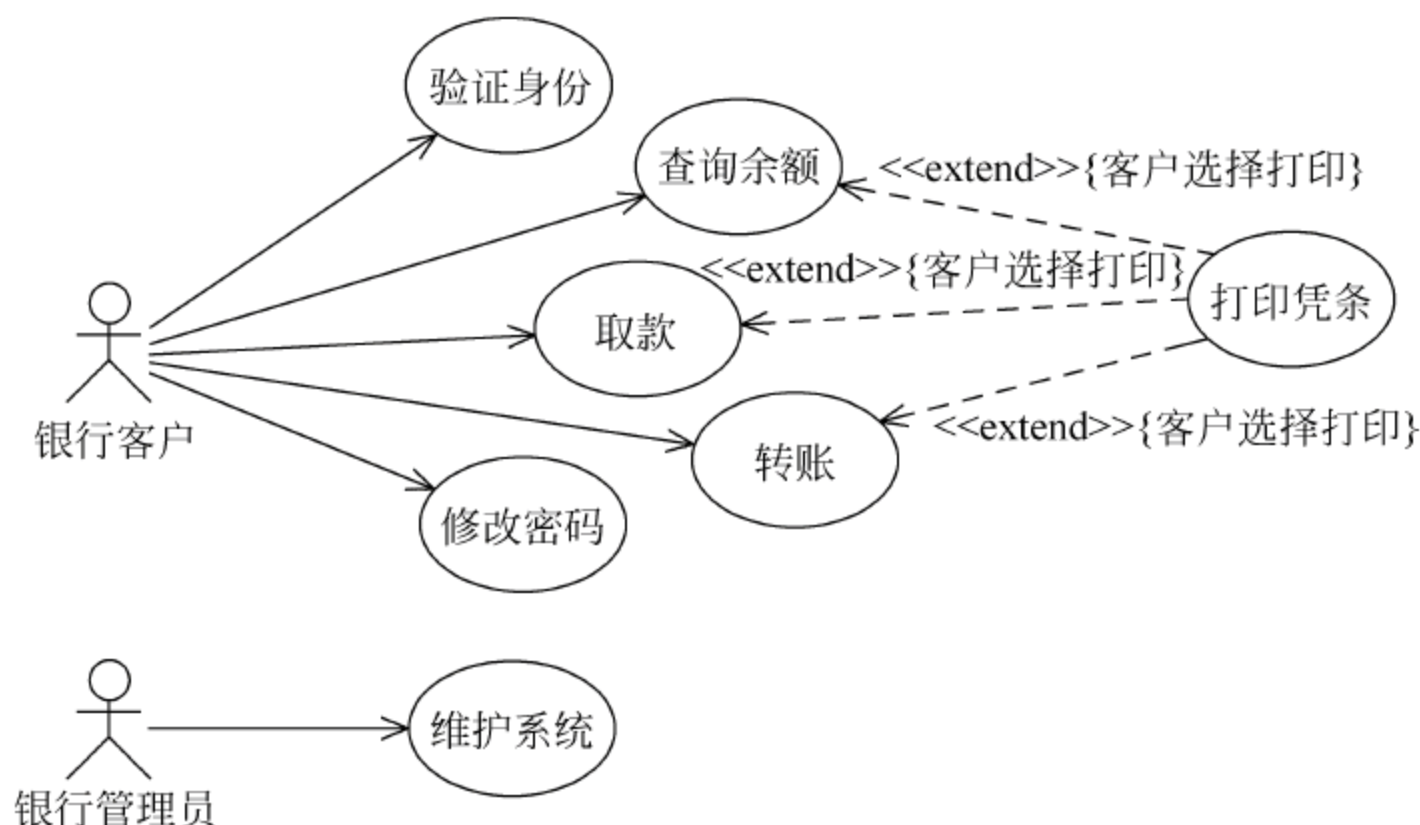 验证身份
查询余额
<<extend>>{客户选择打印}
<<extend>>{客户选择打印}
打印凭条
取款
银行客户
<<extend>>{客户选择打印}
转账
修改密码
维护系统
银行管理员